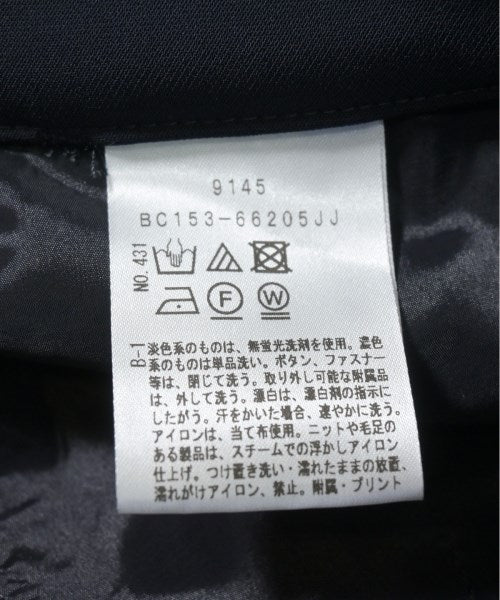 9145
BC153-66205JJ
NO.431
F
W
B-1
淡色系のものは、無蛍光洗剤を使用。濃色
系のものは単品洗い。ボタン、ファスナー
等は、閉じて洗う。取り外し可能な附属品
は、外して洗う。漂白は、漂白剤の指示に
したがう。汗をかいた場合、速やかに洗う。
アイロンは、当て布使用。ニットや毛足の
ある製品は、スチームでの浮かしアイロン
仕上げ。つけ置き洗い・濡れたままの放置、
濡れがけアイロン、禁止。附属・プリント